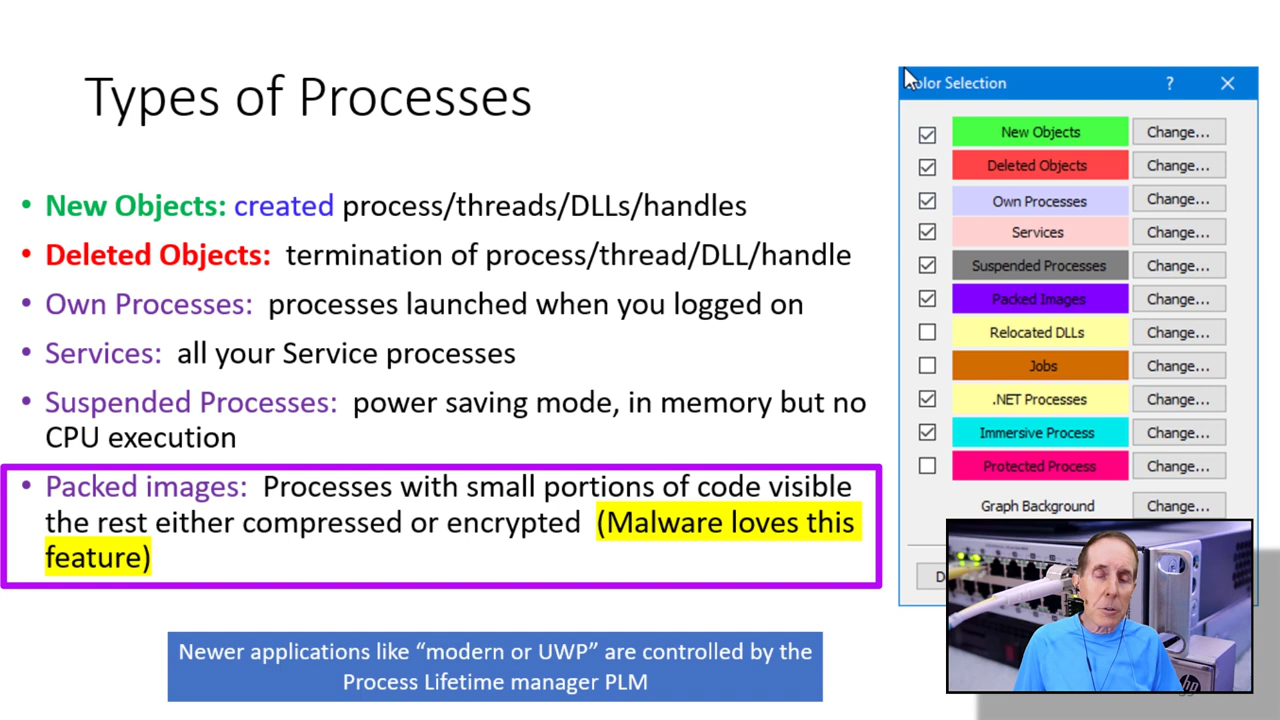 Types of Processes
• New Objects: created process/threads/DLLs/handles
• Deleted Objects: termination of process/thread/DLL/handle
• Own Processes: processes launched when you logged on
• Services: all your Service processes
• Suspended Processes: power saving mode, in memory but no
CPU execution
• Packed images: Processes with small portions of code visible
the rest either compressed or encrypted (Malware loves this
feature)
Newer applications like “modern or UWP” are controlled by the
Process Lifetime manager PLM
olor Selection ?
New Objects Change...
Deleted Objects Change...
Own Processes Change...
Services Change...
Suspended Processes Change...
Packed Images Change...
Relocated DLLs Change...
Jobs Change...
.NET Processes Change...
Immersive Process Change...
Protected Process Change...
Graph Background Change...
hp